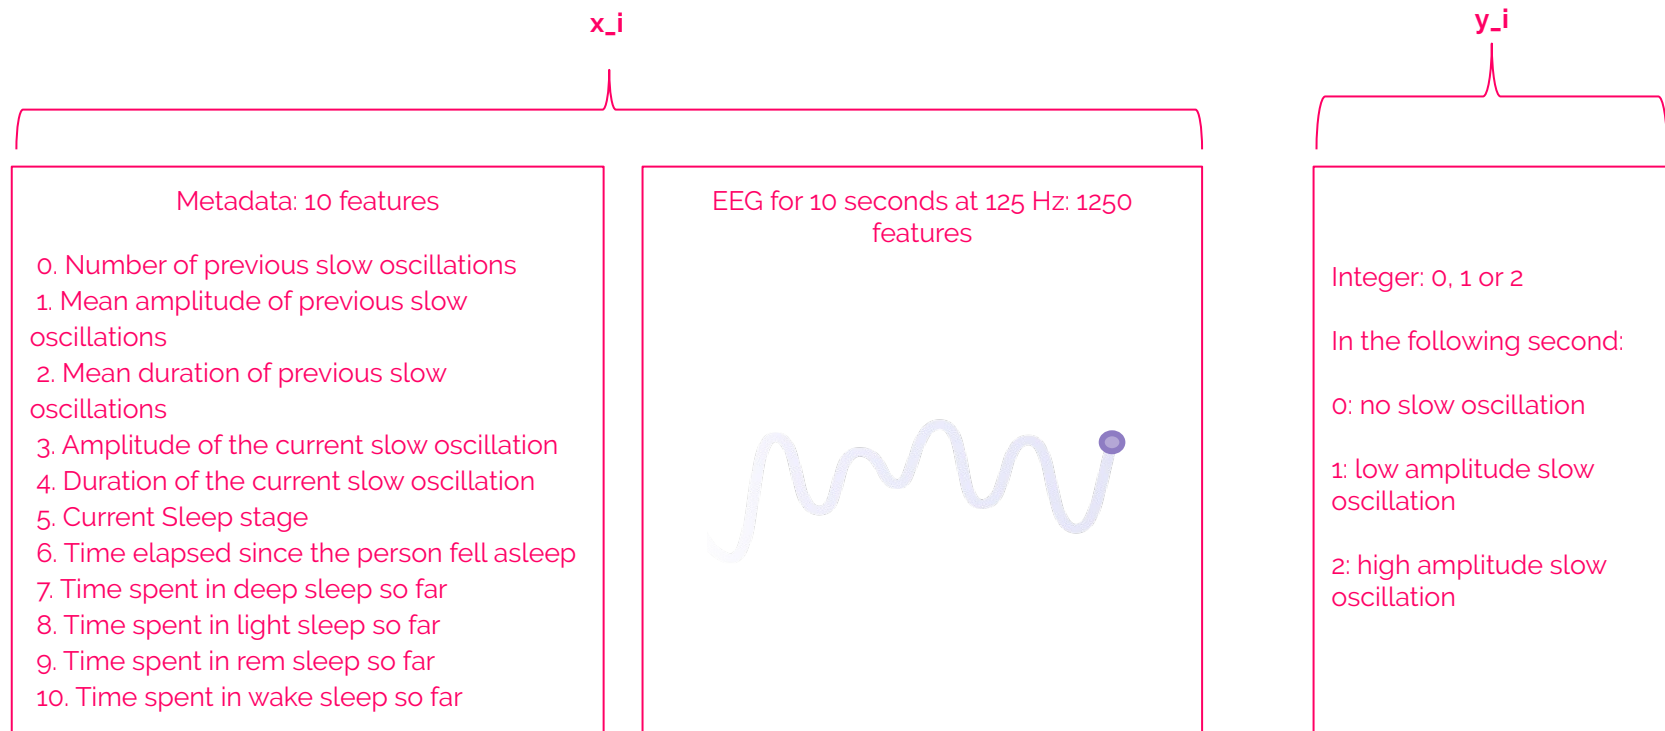 x_i
y_i
Metadata: 10 features
0. Number of previous slow oscillations
1. Mean amplitude of previous slow
oscillations
2. Mean duration of previous slow
oscillations
3. Amplitude of the current slow oscillation
4. Duration of the current slow oscillation
5. Current Sleep stage
6. Time elapsed since the person fell asleep
7. Time spent in deep sleep so far
8. Time spent in light sleep so far
9. Time spent in rem sleep so far
10. Time spent in wake sleep so far
EEG for 10 seconds at 125 Hz: 1250
features
Integer: 0, 1 or 2
In the following second:
0: no slow oscillation
1: low amplitude slow
oscillation
2: high amplitude slow
oscillation